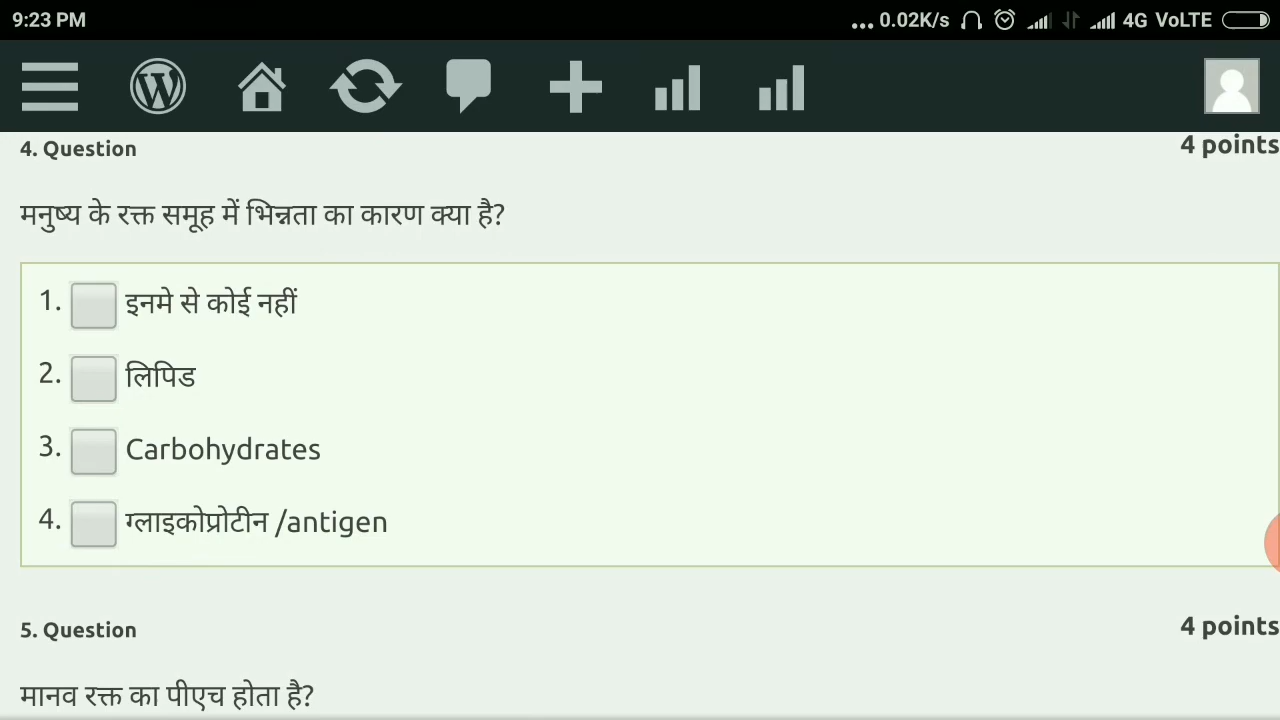 9:23 PM
... 0.02K/s 4G VoLTE
4. Question 4 points
मनुष्य के रक्त समूह में भिन्नता का कारण क्या है?
1. इनमे से कोई नहीं
2. लिपिड
3. Carbohydrates
4. ग्लाइकोप्रोटीन /antigen
5. Question 4 points
मानव रक्त का पीएच होता है?